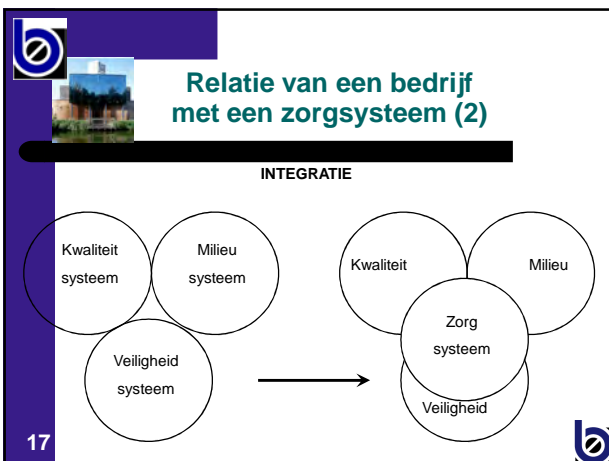 Relatie van een bedrijf
met een zorgsysteem (2)
INTEGRATIE
Kwaliteit
systeem
Milieu
systeem
Veiligheid
systeem
Kwaliteit
Milieu
Zorg
systeem
Veiligheid
17